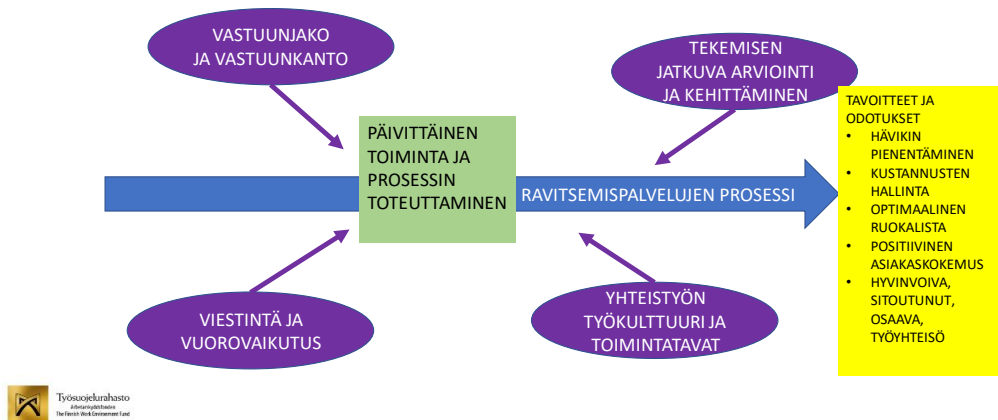 VASTUUNJAKO
JA VASTUUNKANTO
TEKEMISEN
JATKUVA ARVIOINTI
JA KEHITTÄMINEN
PÄIVITTÄINEN
TOIMINTA JA
PROSESSIN
TOTEUTTAMINEN
RAVITSEMISPALVELUJEN PROSESSI
TAVOITTEET JA
ODOTUKSET
• HÄVIKIN
PIENENTÄMINEN
• KUSTANNUSTEN
HALLINTA
• OPTIMAALINEN
RUOKALISTA
• POSITIIVINEN
ASIAKASKOKEMUS
• HYVINVOIVA,
SITOUTUNUT,
OSAAVA,
TYÖYHTEISÖ
VIESTINTÄ JA
VUOROVAIKUTUS
YHTEISTYÖN
TYÖKULTTUURI JA
TOIMINTATAVAT
Työsuojelurahasto
Arbetarskyddsfonden
The Finnish Work Environment Fund